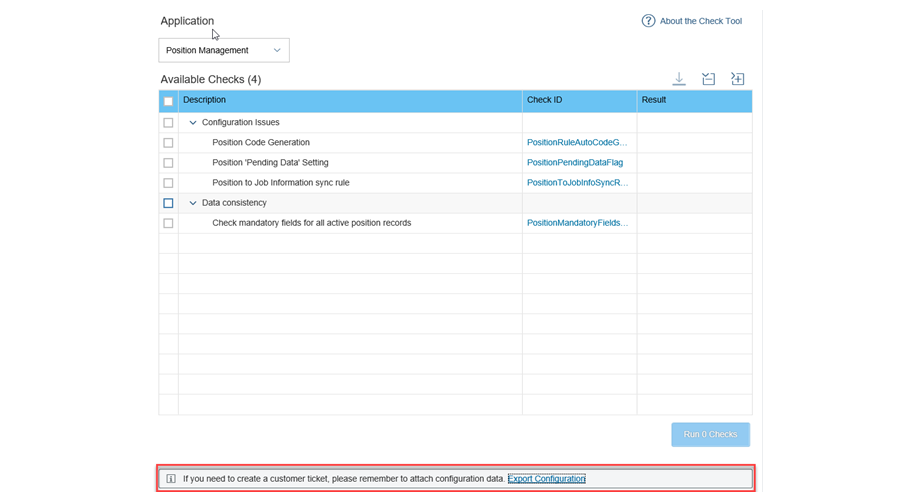 Application
About the Check Tool
Position Management
Available Checks (4)
Description Check ID Result
Configuration Issues
Position Code Generation PositionRuleAutoCodeG...
Position 'Pending Data' Setting PositionPendingDataFlag
Position to Job Information sync rule PositionToJobInfoSyncR...
Data consistency
Check mandatory fields for all active position records PositionMandatoryFields...
Run 0 Checks
If you need to create a customer ticket, please remember to attach configuration data. Export Configuration